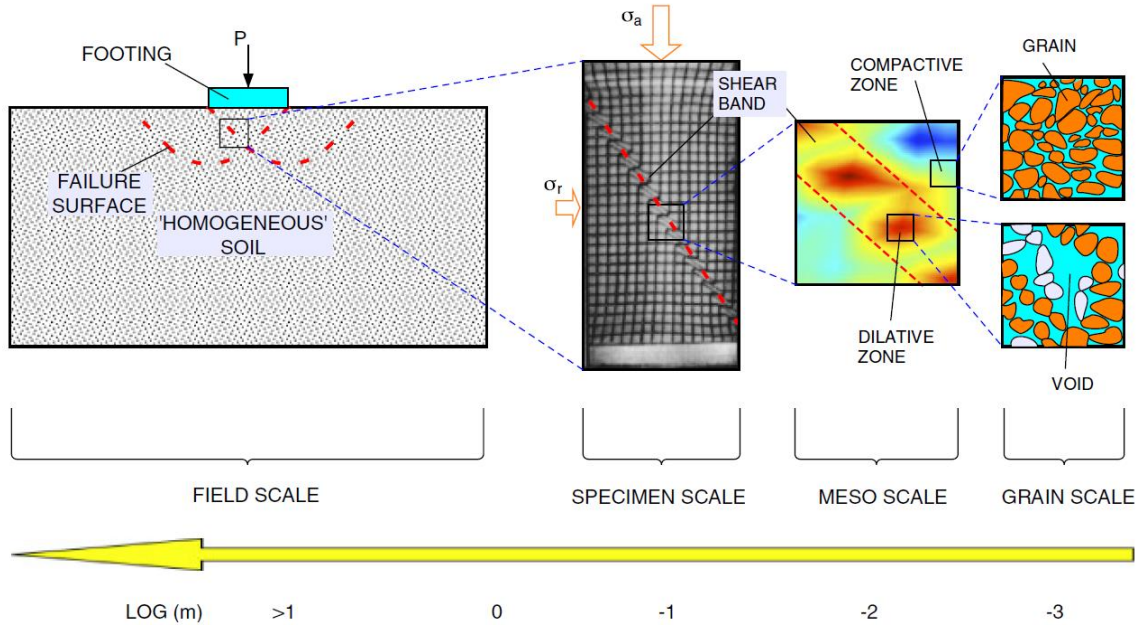 P
FOOTING
FAILURE
SURFACE
'HOMOGENEOUS'
SOIL
σa
σr
SHEAR
BAND
COMPACTIVE
ZONE
DILATIVE
ZONE
GRAIN
VOID
FIELD SCALE
SPECIMEN SCALE
MESO SCALE
GRAIN SCALE
LOG (m) >1 0 -1 -2 -3